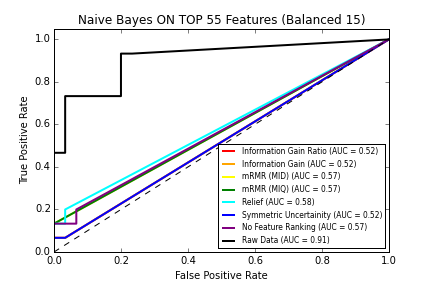 Naive Bayes ON TOP 55 Features (Balanced 15)
1.0
0.8
0.6
0.4
0.2
0.0
True Positive Rate
Information Gain Ratio (AUC = 0.52)
Information Gain (AUC = 0.52)
mRMR (MID) (AUC = 0.57)
mRMR (MIQ) (AUC = 0.57)
Relief (AUC = 0.58)
Symmetric Uncertainity (AUC = 0.52)
No Feature Ranking (AUC = 0.57)
Raw Data (AUC = 0.91)
0.0 0.2 0.4 0.6 0.8 1.0
False Positive Rate